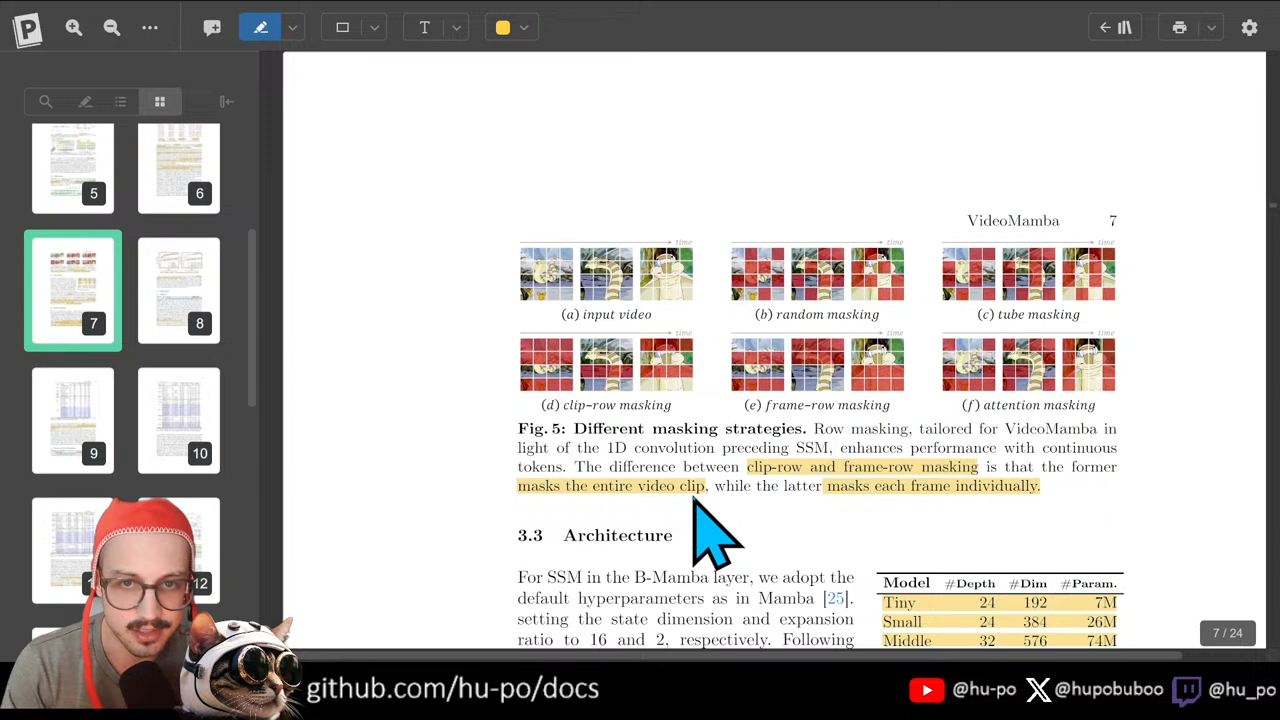 P
T
5
6
7
8
9
10
12
VideoMamba 7
time time time
(a) input video (b) random masking (c) tube masking
time time time
(d) clip-row masking (e) frame-row masking (f) attention masking
Fig. 5: Different masking strategies. Row masking, tailored for VideoMamba in
light of the 1D convolution preceding SSM, enhances performance with continuous
tokens. The difference between clip-row and frame-row masking is that the former
masks the entire video clip, while the latter masks each frame individually.
3.3 Architecture
For SSM in the B-Mamba layer, we adopt the
default hyperparameters as in Mamba [25].
setting the state dimension and expansion
ratio to 16 and 2, respectively. Following
Model #Depth #Dim #Param.
Tiny 24 192 7M
Small 24 384 26M
Middle 32 576 74M
7 / 24
github.com/hu-po/docs
@hu-po @hupobuboo @hu_po